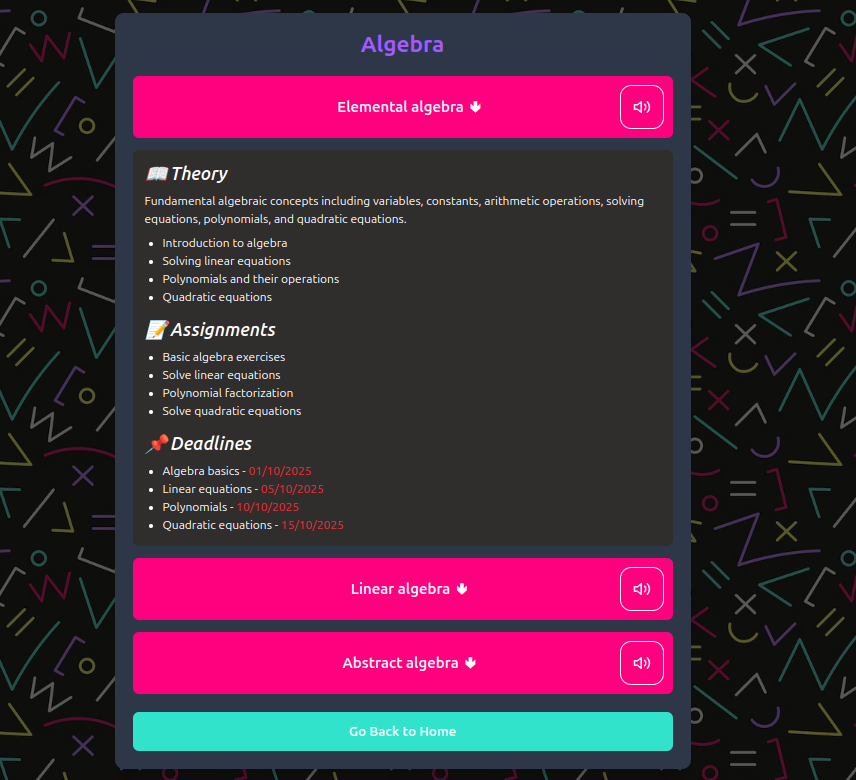 Algebra
Elemental algebra
Theory
Fundamental algebraic concepts including variables, constants, arithmetic operations, solving
equations, polynomials, and quadratic equations.
Introduction to algebra
Solving linear equations
Polynomials and their operations
Quadratic equations
Assignments
Basic algebra exercises
Solve linear equations
Polynomial factorization
Solve quadratic equations
Deadlines
Algebra basics - 01/10/2025
Linear equations - 05/10/2025
Polynomials - 10/10/2025
Quadratic equations - 15/10/2025
Linear algebra
Abstract algebra
Go Back to Home